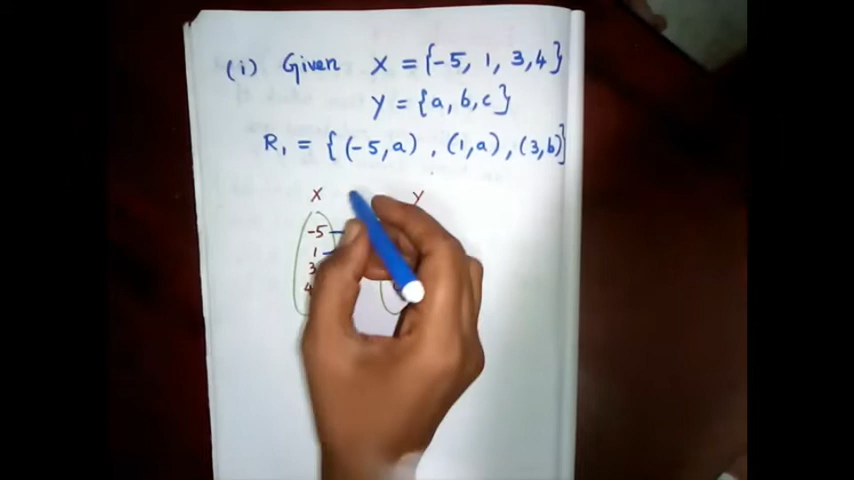 (i) Given X = {-5, 1, 3, 4}
Y = {a, b, c}
R₁ = {(-5, a), (1, a), (3, b)}
X Y
-5
1
3
4